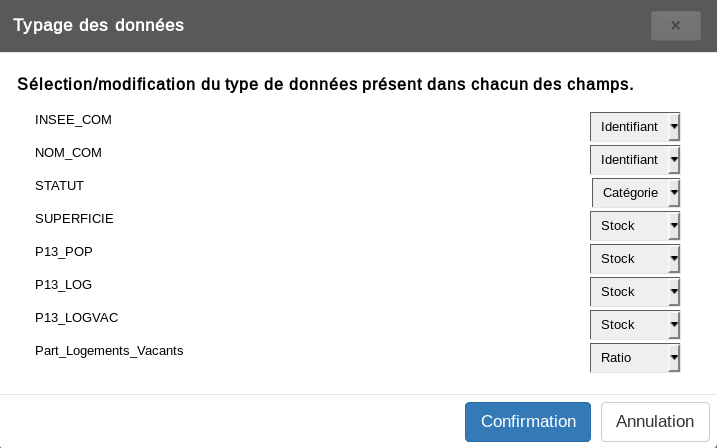 Typage des données
×
Sélection/modification du type de données présent dans chacun des champs.
INSEE_COM Identifiant
NOM_COM Identifiant
STATUT Catégorie
SUPERFICIE Stock
P13_POP Stock
P13_LOG Stock
P13_LOGVAC Stock
Part_Logements_Vacants Ratio
Confirmation Annulation